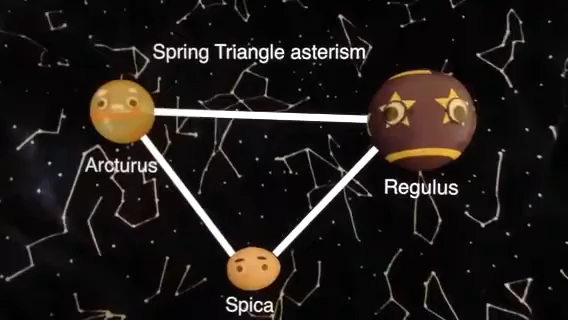 Spring Triangle asterism
Arcturus
Regulus
Spica